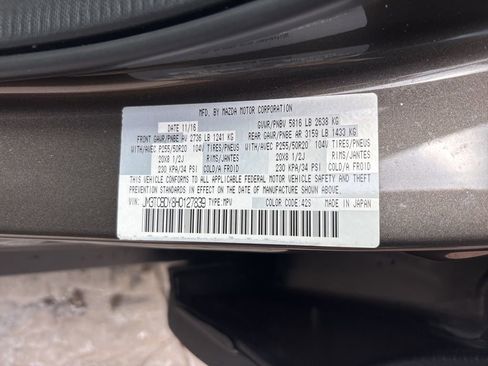 MFD. BY MAZDA MOTOR CORPORATION
DATE 11/16 GVWR/PNBV 5816 LB 2638 KG
FRONT GAWR/PNBE AV 2736 LB 1241 KG REAR GAWR/PNBE AR 3159 LB 1433 KG
WITH/AVEC P255/50R20 104V TIRES/PNEUS WITH/AVEC P255/50R20 104V TIRES/PNEUS
20X8 1/2J RIMS/JANTES 20X8 1/2J RIMS/JANTES
230 KPA/34 PSI COLD/A FROID 230 KPA/34 PSI COLD/A FROID
THIS VEHICLE CONFORMS TO ALL APPLICABLE FEDERAL MOTOR VEHICLE SAFETY AND THEFT
PREVENTION STANDARDS IN EFFECT ON THE DATE OF MANUFACTURE SHOWN ABOVE.
VIN: JM3TCBDY8H0127839 TYPE:MPV COLOR CODE:42S MADE IN JAPAN